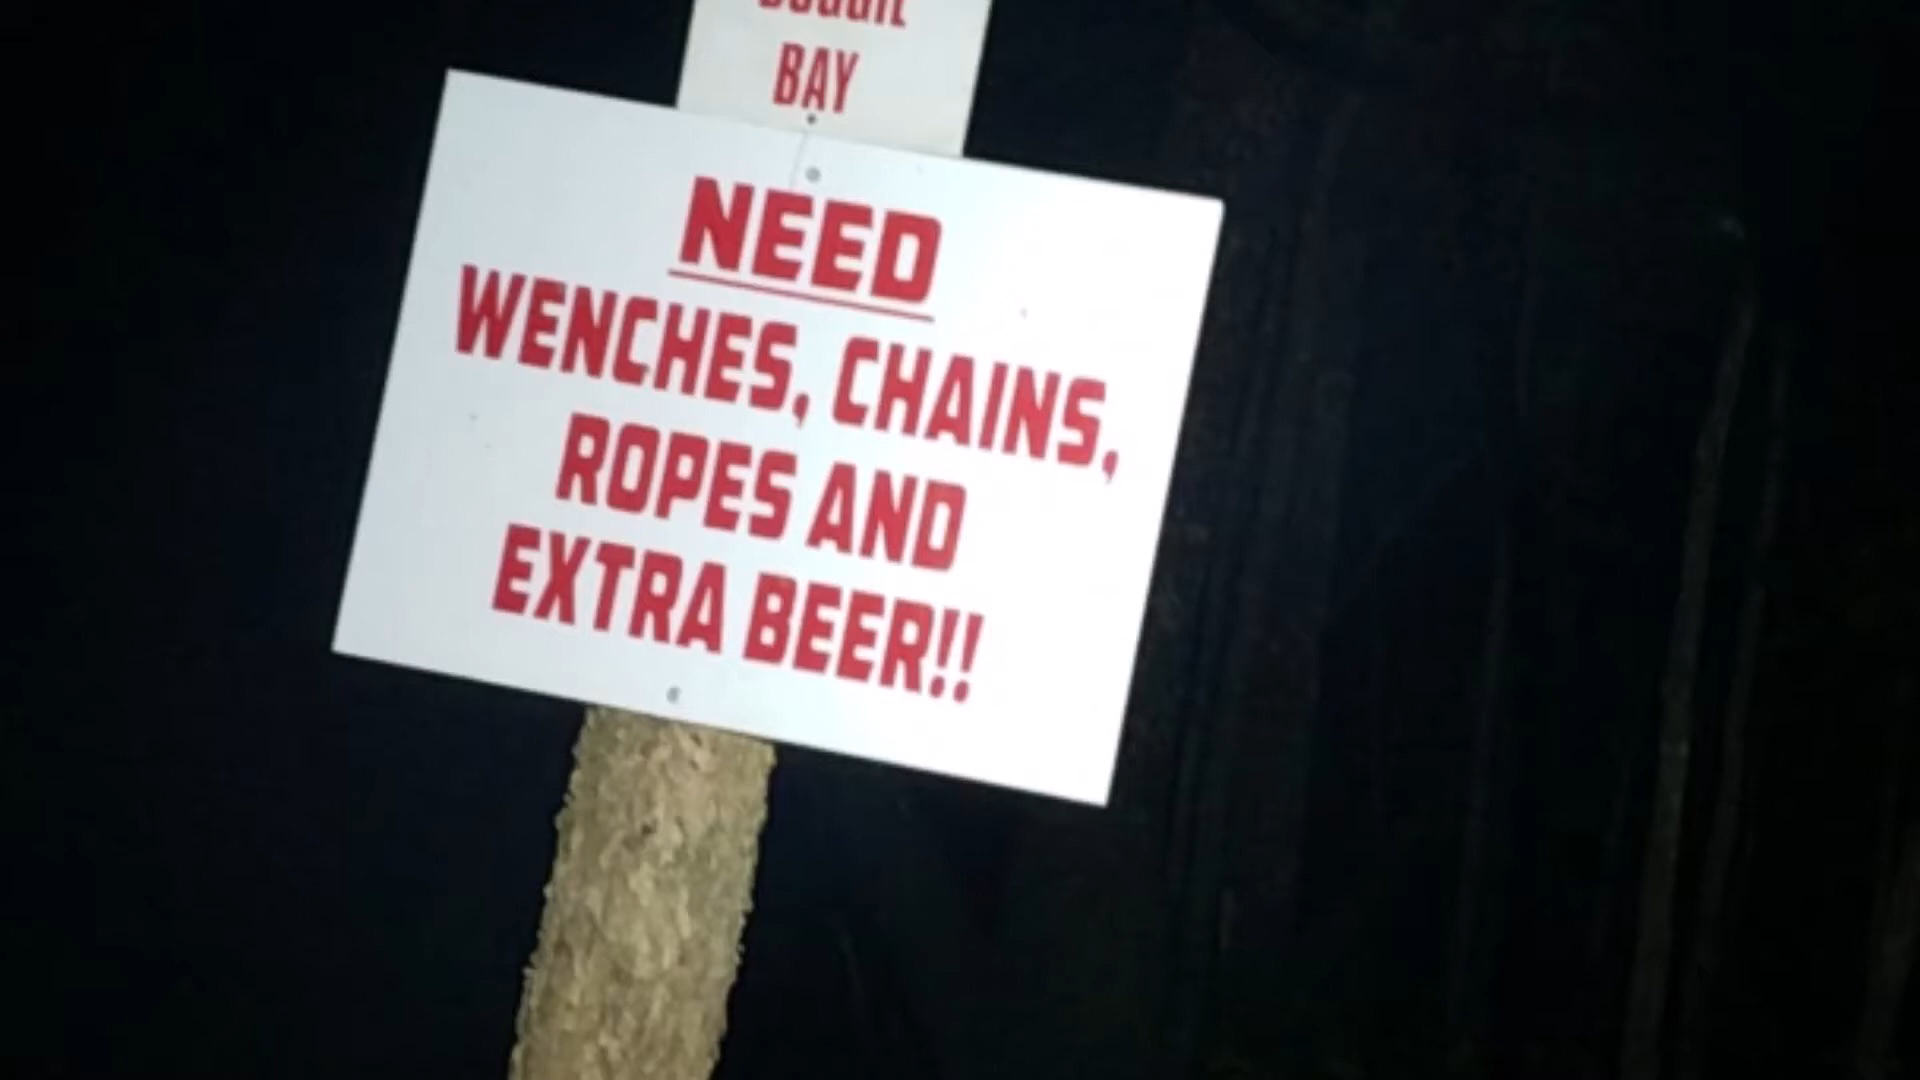 BAY
NEED
WENCHES, CHAINS,
ROPES AND
EXTRA BEER!!